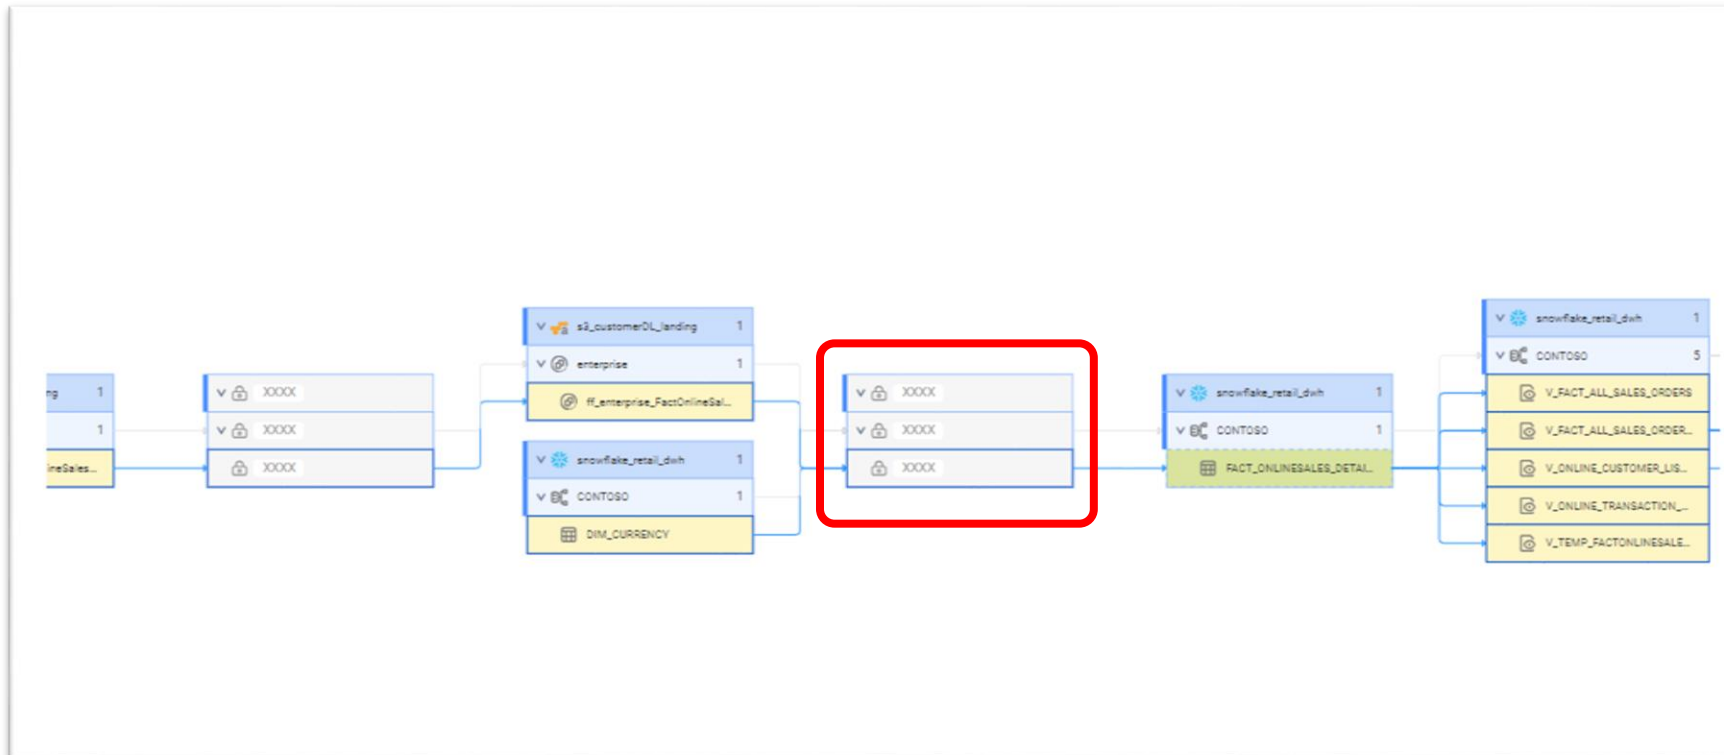 ng 1
1
ineSales...
XXXX
XXXX
XXXX
s3_customerDL_landing 1
enterprise 1
ff_enterprise_FactOnlineSal...
snowflake_retail_dwh 1
CONTOSO 1
DIM_CURRENCY
XXXX
XXXX
XXXX
snowflake_retail_dwh 1
CONTOSO 1
FACT_ONLINESALES_DETAI...
snowflake_retail_dwh 1
CONTOSO 5
V_FACT_ALL_SALES_ORDERS
V_FACT_ALL_SALES_ORDER...
V_ONLINE_CUSTOMER_LIS...
V_ONLINE_TRANSACTION_...
V_TEMP_FACTONLINESALE...